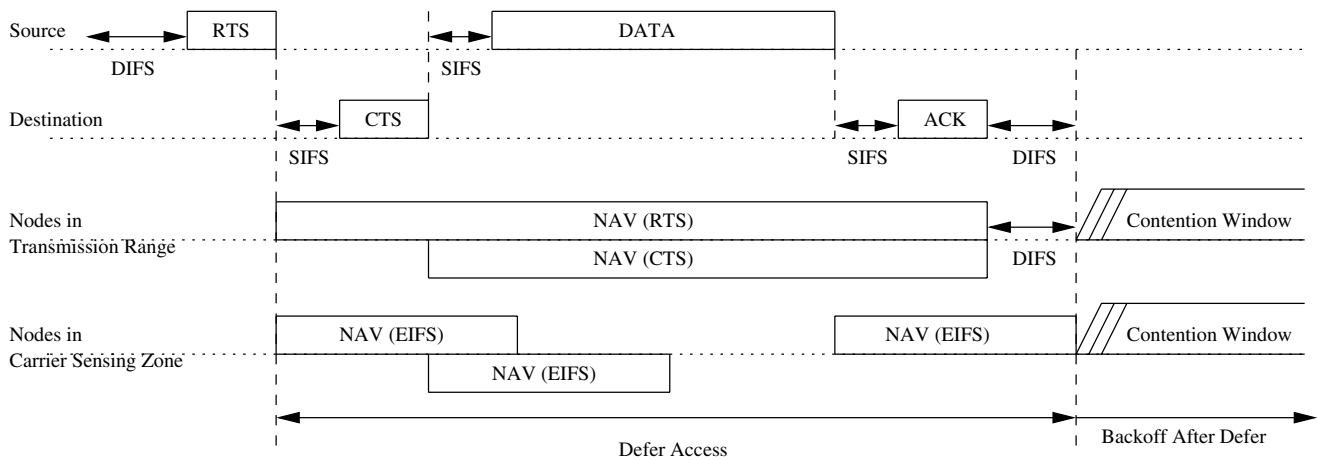 Source
RTS
DATA
DIFS
SIFS
Destination
CTS
ACK
SIFS
SIFS
DIFS
Nodes in
Transmission Range
NAV (RTS)
Contention Window
NAV (CTS)
DIFS
Nodes in
Carrier Sensing Zone
NAV (EIFS)
NAV (EIFS)
Contention Window
NAV (EIFS)
Defer Access
Backoff After Defer